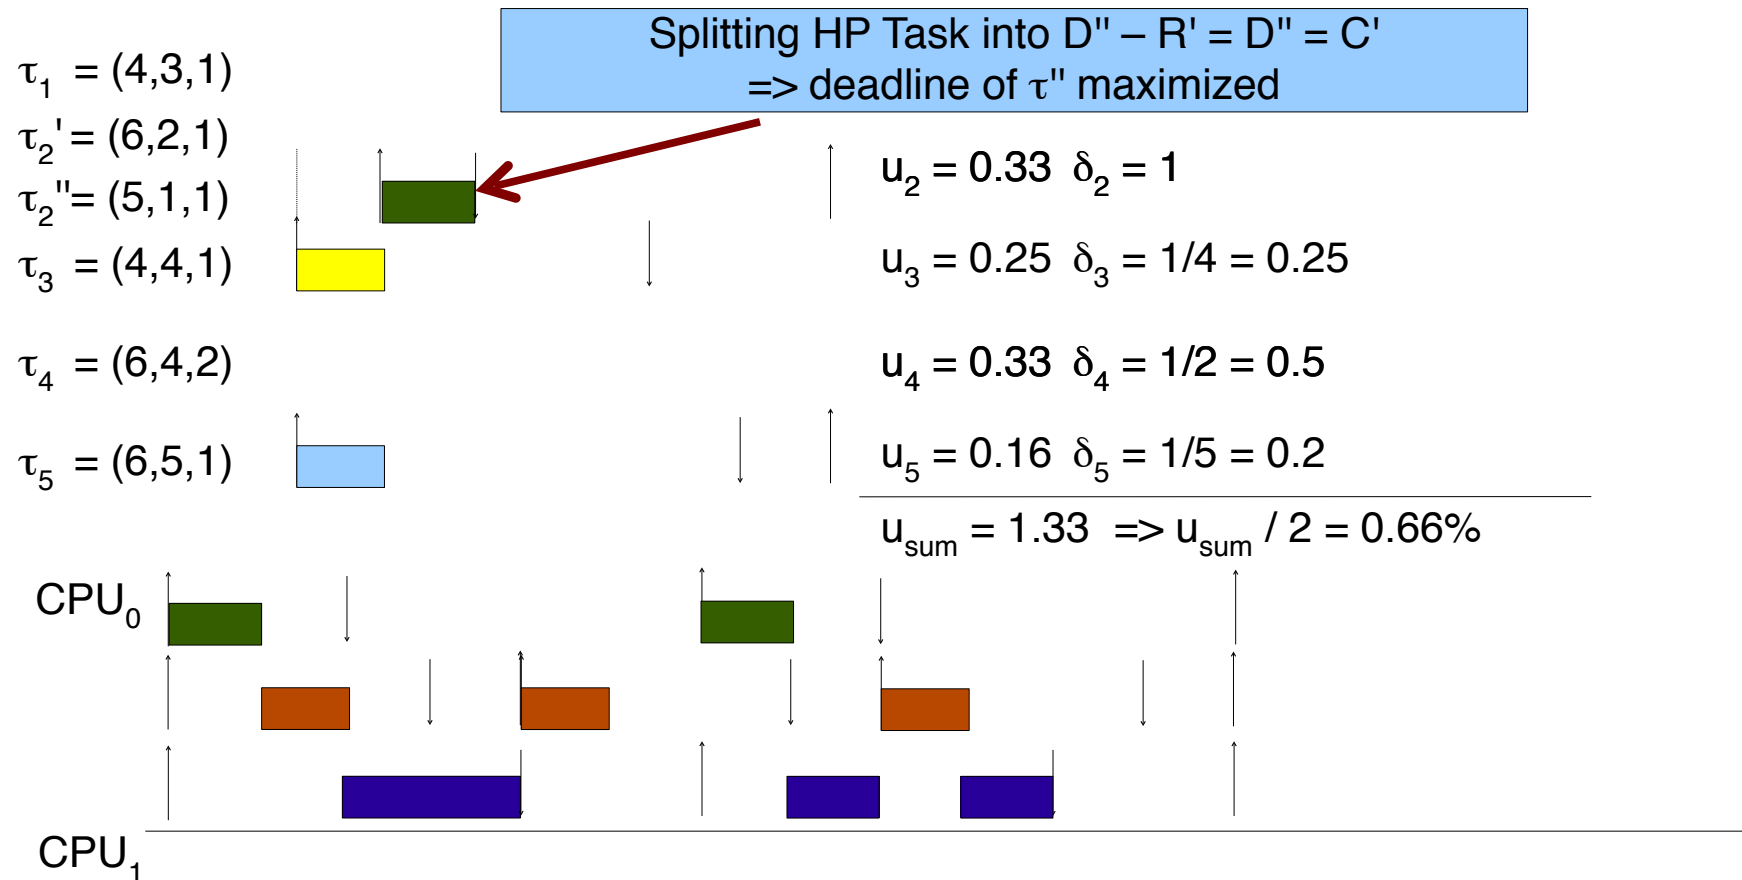 Splitting HP Task into D" – R' = D" = C'
=> deadline of τ" maximized
τ₁ = (4,3,1)
τ₂' = (6,2,1)
τ₂"= (5,1,1)
u₂ = 0.33 δ₂ = 1
τ₃ = (4,4,1)
u₃ = 0.25 δ₃ = 1/4 = 0.25
τ₄ = (6,4,2)
u₄ = 0.33 δ₄ = 1/2 = 0.5
τ₅ = (6,5,1)
u₅ = 0.16 δ₅ = 1/5 = 0.2
u_sum = 1.33 => u_sum / 2 = 0.66%
CPU₀
CPU₁